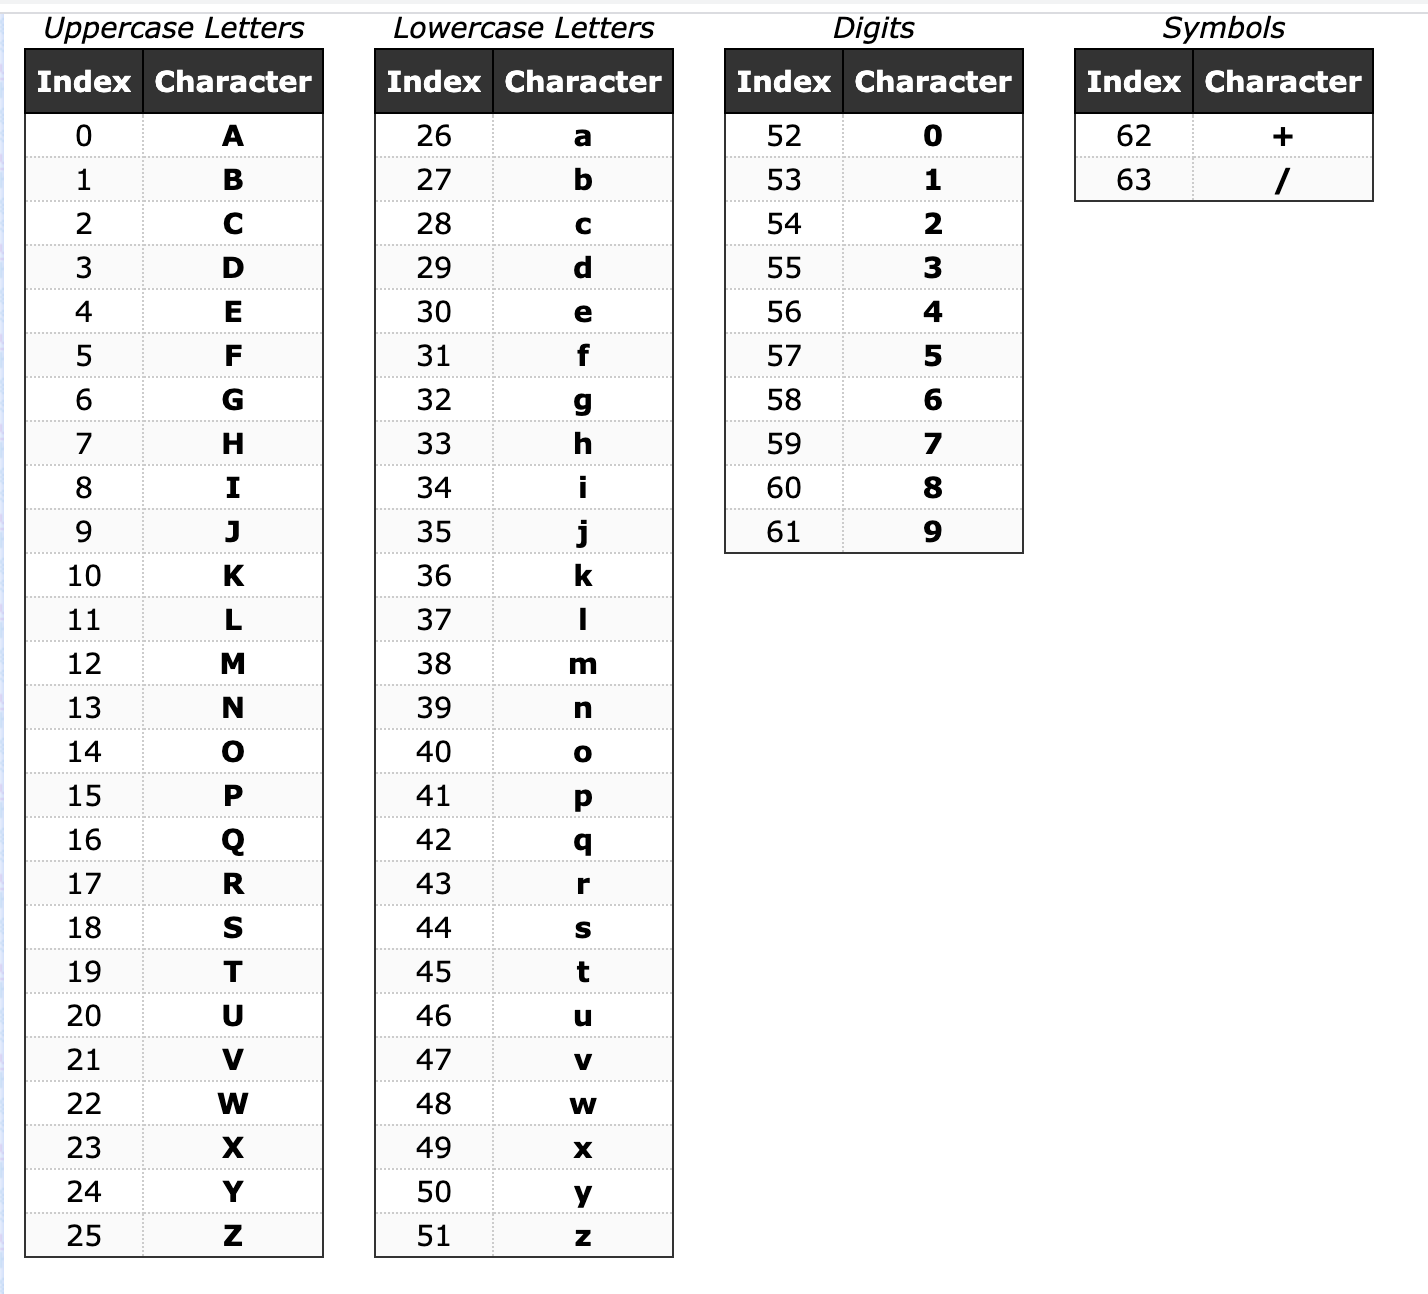 Uppercase Letters
Index Character
0 A
1 B
2 C
3 D
4 E
5 F
6 G
7 H
8 I
9 J
10 K
11 L
12 M
13 N
14 O
15 P
16 Q
17 R
18 S
19 T
20 U
21 V
22 W
23 X
24 Y
25 Z
Lowercase Letters
Index Character
26 a
27 b
28 c
29 d
30 e
31 f
32 g
33 h
34 i
35 j
36 k
37 l
38 m
39 n
40 o
41 p
42 q
43 r
44 s
45 t
46 u
47 v
48 w
49 x
50 y
51 z
Digits
Index Character
52 0
53 1
54 2
55 3
56 4
57 5
58 6
59 7
60 8
61 9
Symbols
Index Character
62 +
63 /